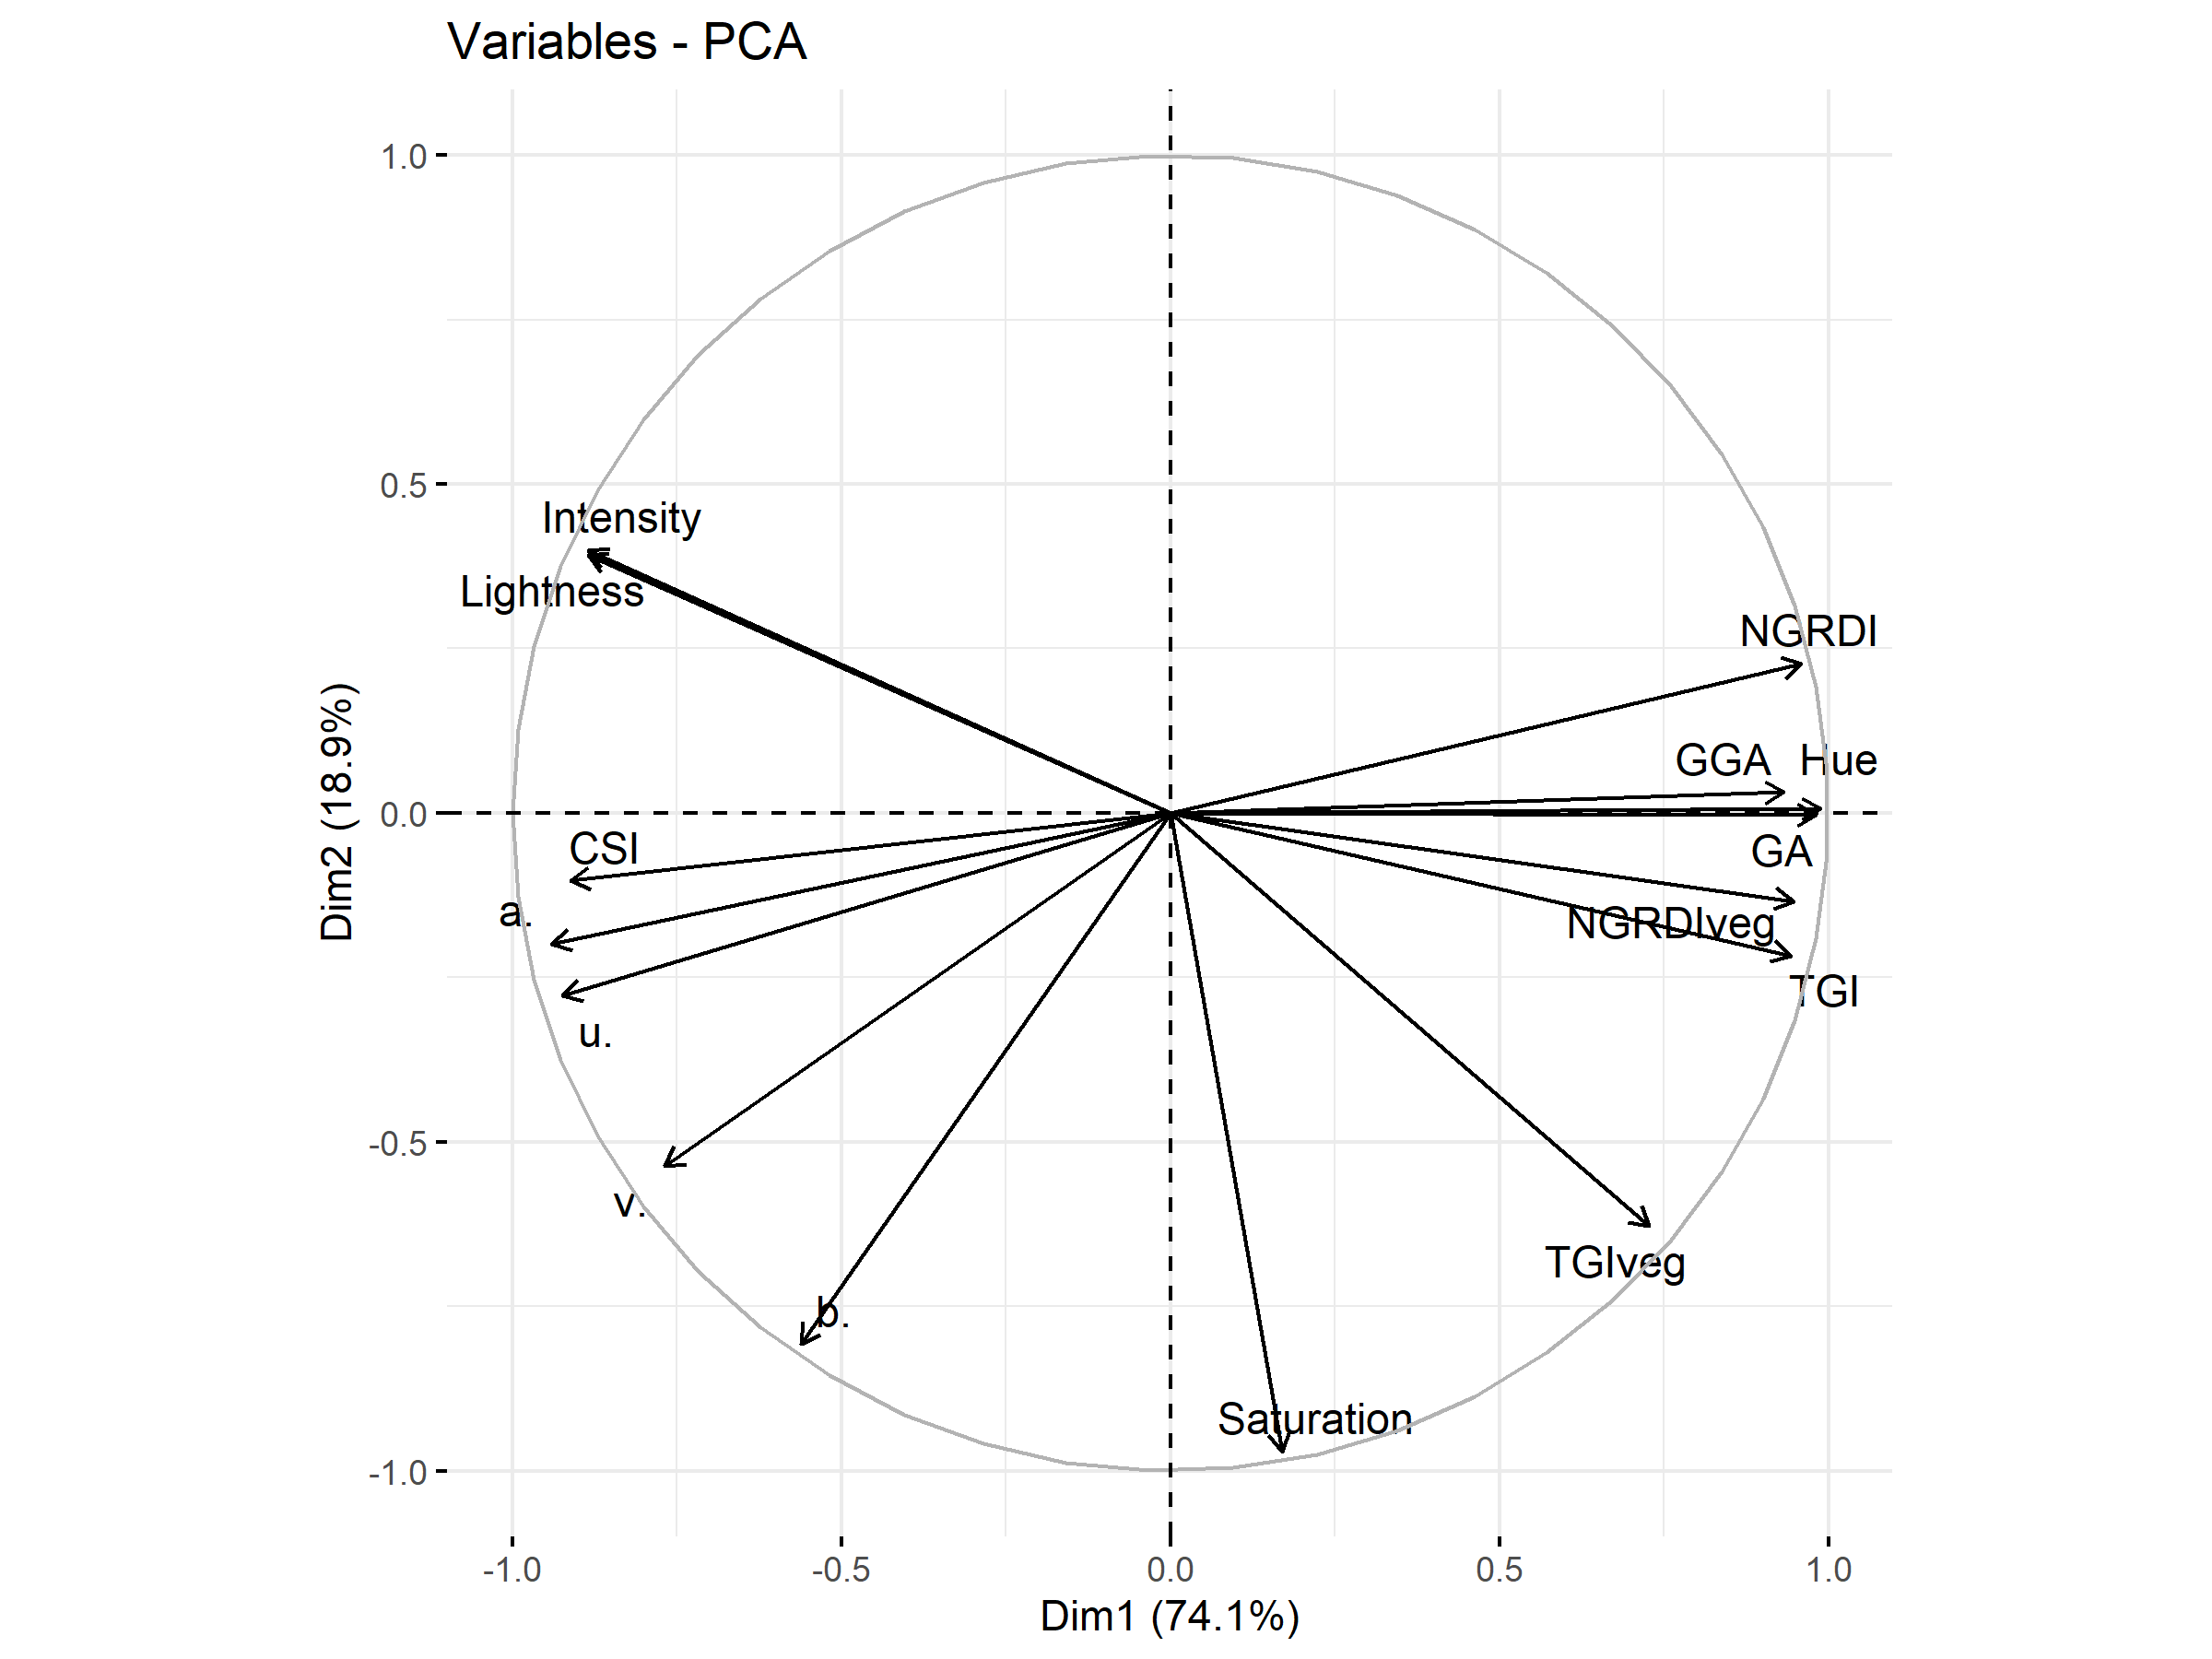 Variables - PCA
1.0
0.5
0.0
-0.5
-1.0
Dim2 (18.9%)
Intensity
Lightness
NGRDI
GGA
Hue
CSI
GA
a.
NGRDIveg
TGI
u.
v.
TGIveg
b.
Saturation
-1.0
-0.5
0.0
0.5
1.0
Dim1 (74.1%)